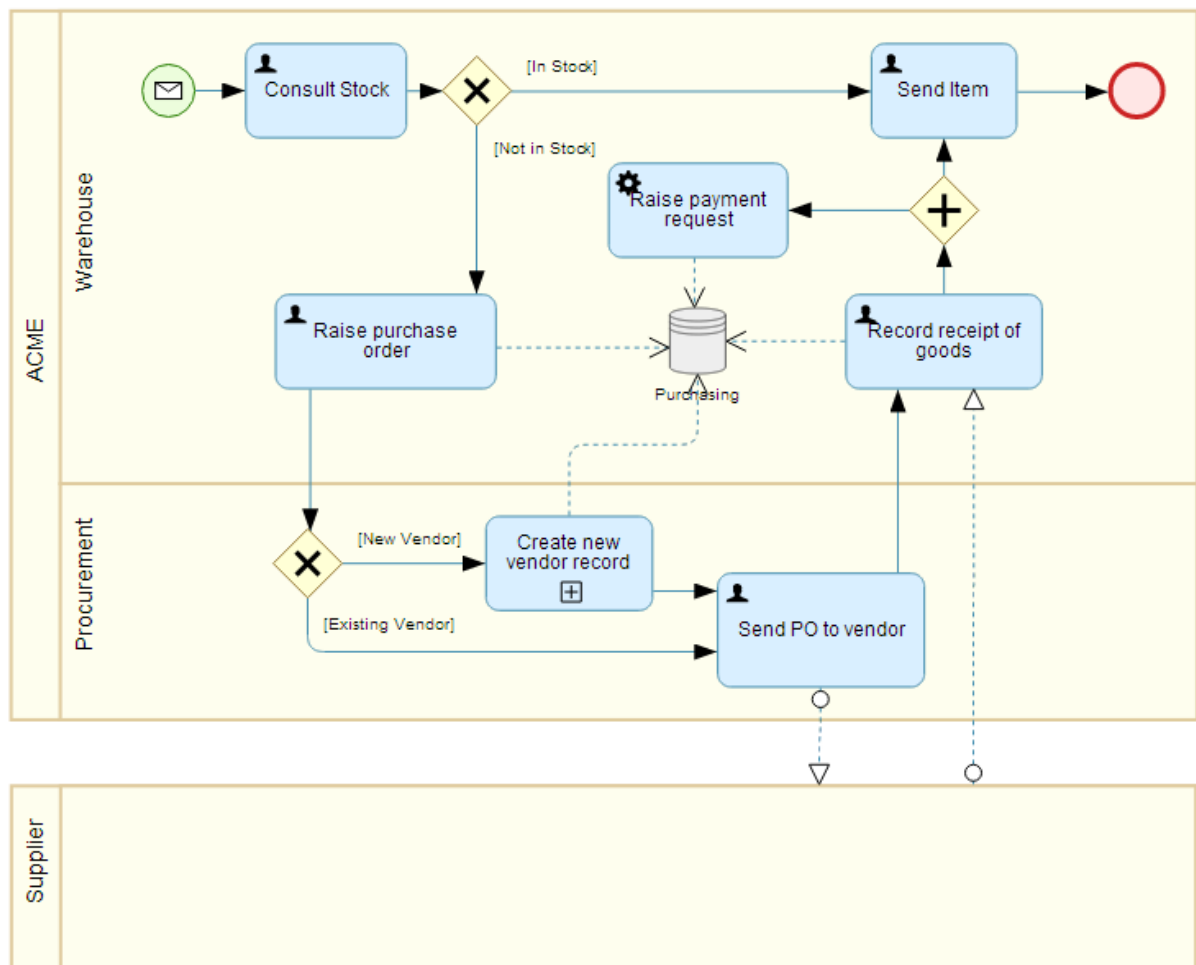 ACME
Warehouse
Consult Stock
[In Stock]
Send Item
[Not in Stock]
Raise payment
request
Raise purchase
order
Record receipt of
goods
Purchasing
Procurement
[New Vendor]
Create new
vendor record
[Existing Vendor]
Send PO to vendor
Supplier